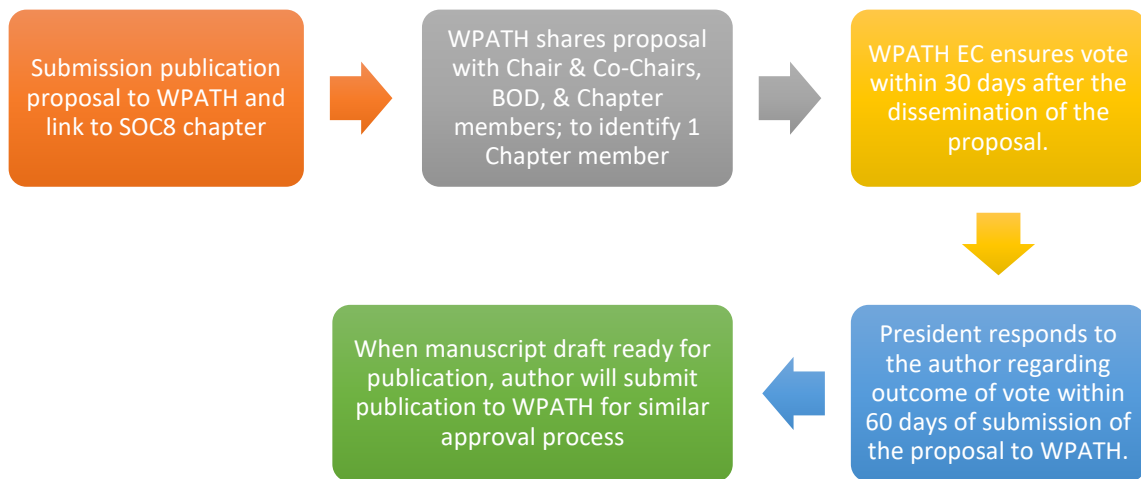 Submission publication
proposal to WPATH and
link to SOC8 chapter
WPATH shares proposal
with Chair & Co-Chairs,
BOD, & Chapter
members; to identify 1
Chapter member
WPATH EC ensures vote
within 30 days after the
dissemination of the
proposal.
President responds to
the author regarding
outcome of vote within
60 days of submission of
the proposal to WPATH.
When manuscript draft ready for
publication, author will submit
publication to WPATH for similar
approval process